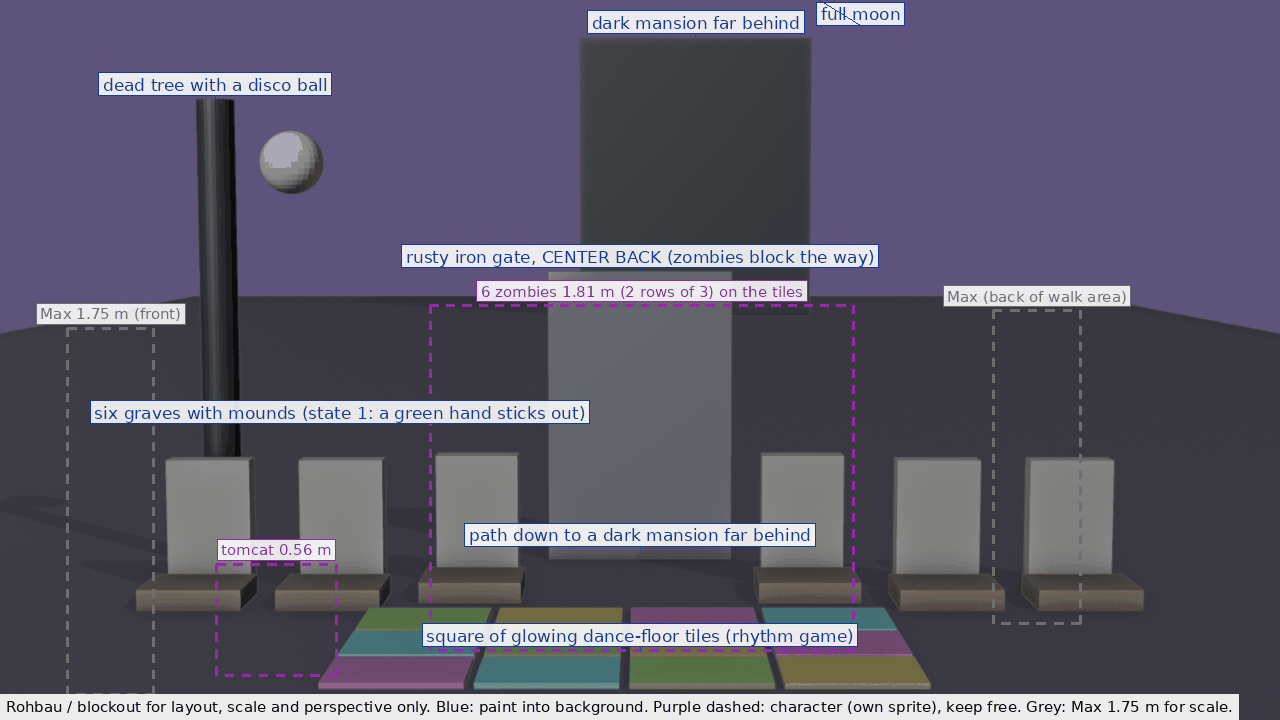 full moon
dark mansion far behind
dead tree with a disco ball
rusty iron gate, CENTER BACK (zombies block the way)
6 zombies 1.81 m (2 rows of 3) on the tiles
Max (back of walk area)
Max 1.75 m (front)
six graves with mounds (state 1: a green hand sticks out)
path down to a dark mansion far behind
tomcat 0.56 m
square of glowing dance-floor tiles (rhythm game)
Rohbau / blockout for layout, scale and perspective only. Blue: paint into background. Purple dashed: character (own sprite), keep free. Grey: Max 1.75 m for scale.